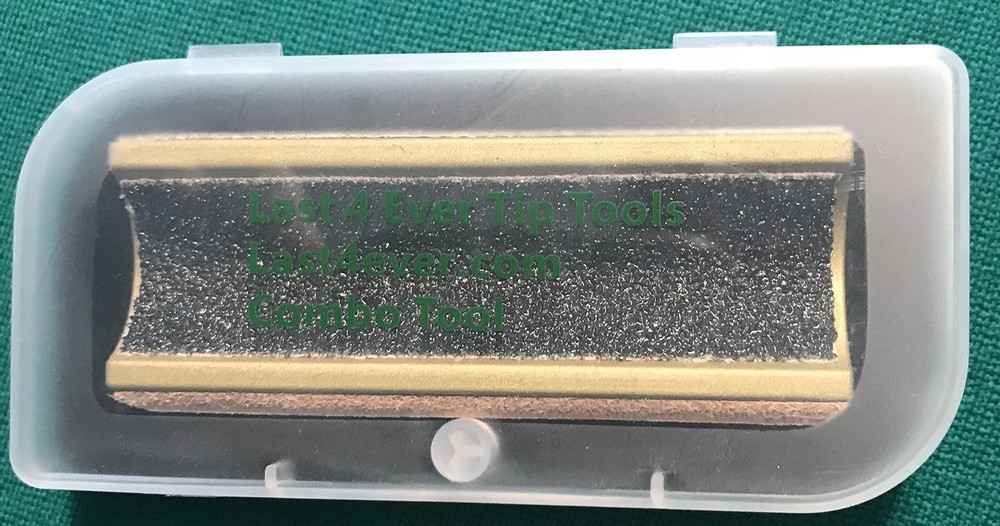 Last 4 Ever Tip Tools
Last4ever.com
Combo Tool